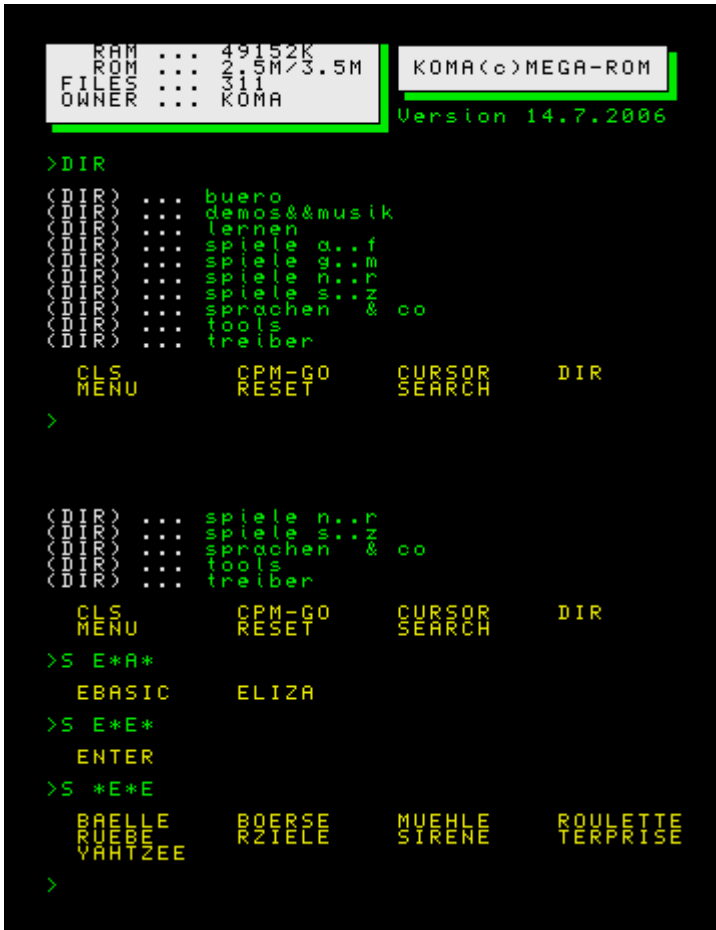 RAM ... 49152K
ROM ... 2.5M/3.5M
FILES ... 311
OWNER ... KOMA
KOMA(c)MEGA-ROM
Version 14.7.2006
>DIR
(DIR) ... buero
(DIR) ... demos&&musik
(DIR) ... lernen
(DIR) ... spiele a..f
(DIR) ... spiele g..m
(DIR) ... spiele n..r
(DIR) ... spiele s..z
(DIR) ... sprachen & co
(DIR) ... tools
(DIR) ... treiber
CLS CPM-GO CURSOR DIR
MENU RESET SEARCH
>
(DIR) ... spiele n..r
(DIR) ... spiele s..z
(DIR) ... sprachen & co
(DIR) ... tools
(DIR) ... treiber
CLS CPM-GO CURSOR DIR
MENU RESET SEARCH
>S E*A*
EBASIC ELIZA
>S E*E*
ENTER
>S *E*E
BAELLE BOERSE MUEHLE ROULETTE
RUEBE RZIELE SIRENE TERPRISE
YAHTZEE
>